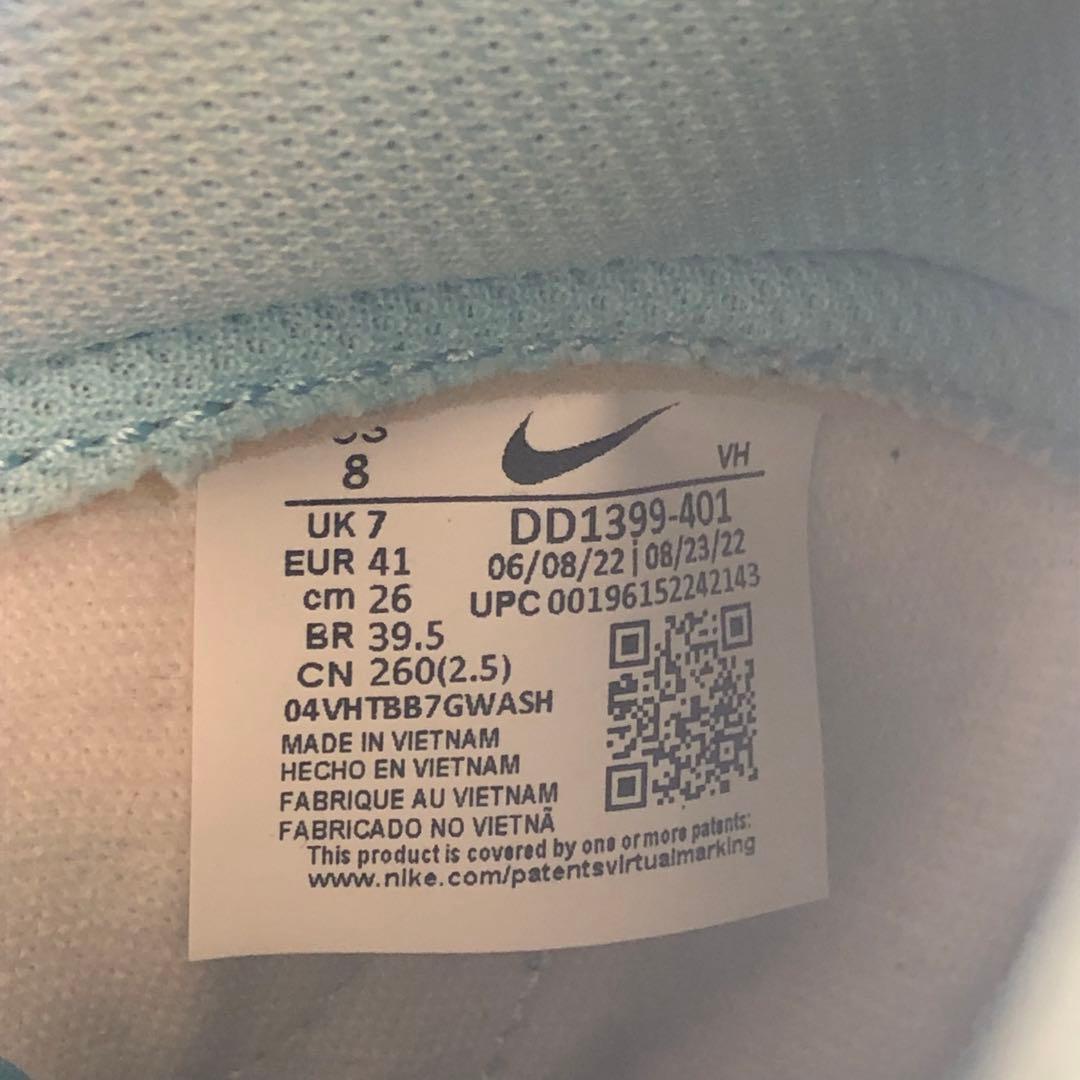 US
8
VH
UK 7
DD1399-401
EUR 41
06/08/22 | 08/23/22
cm 26
UPC 00196152242143
BR 39.5
CN 260(2.5)
04VHTBB7GWASH
MADE IN VIETNAM
HECHO EN VIETNAM
FABRIQUE AU VIETNAM
FABRICADO NO VIETNÃ
This product is covered by one or more patents:
www.nike.com/patentsvirtualmarking